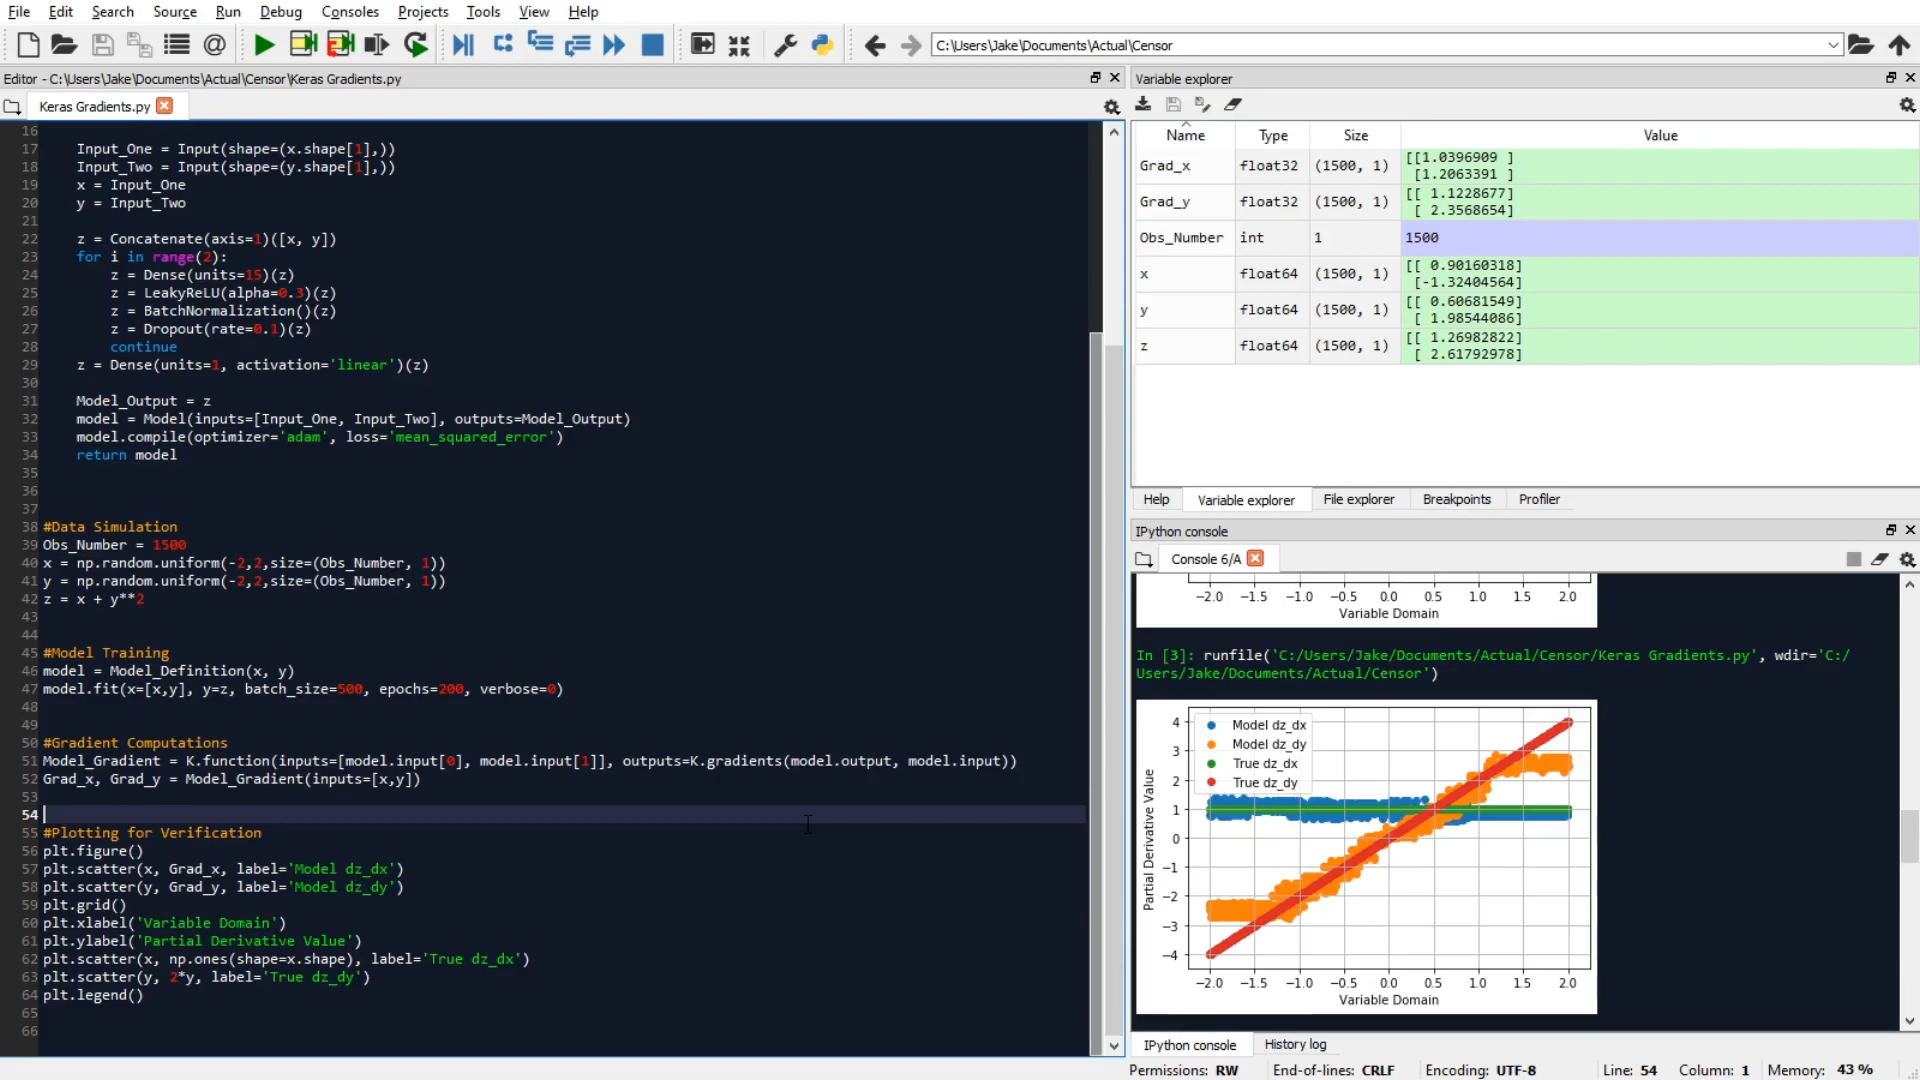 File Edit Search Source Run Debug Consoles Projects Tools View Help
C:\Users\Jake\Documents\Actual\Censor
Editor - C:\Users\Jake\Documents\Actual\Censor\Keras Gradients.py
Keras Gradients.py
16
17 Input_One = Input(shape=(x.shape[1],))
18 Input_Two = Input(shape=(y.shape[1],))
19 x = Input_One
20 y = Input_Two
21
22 z = Concatenate(axis=1)([x, y])
23 for i in range(2):
24 z = Dense(units=15)(z)
25 z = LeakyReLU(alpha=0.3)(z)
26 z = BatchNormalization()(z)
27 z = Dropout(rate=0.1)(z)
28 continue
29 z = Dense(units=1, activation='linear')(z)
30
31 Model_Output = z
32 model = Model(inputs=[Input_One, Input_Two], outputs=Model_Output)
33 model.compile(optimizer='adam', loss='mean_squared_error')
34 return model
35
36
37
38 #Data Simulation
39 Obs_Number = 1500
40 x = np.random.uniform(-2,2,size=(Obs_Number, 1))
41 y = np.random.uniform(-2,2,size=(Obs_Number, 1))
42 z = x + y**2
43
44
45 #Model Training
46 model = Model_Definition(x, y)
47 model.fit(x=[x,y], y=z, batch_size=500, epochs=200, verbose=0)
48
49
50 #Gradient Computations
51 Model_Gradient = K.function(inputs=[model.input[0], model.input[1]], outputs=K.gradients(model.output, model.input))
52 Grad_x, Grad_y = Model_Gradient(inputs=[x,y])
53
54
55 #Plotting for Verification
56 plt.figure()
57 plt.scatter(x, Grad_x, label='Model dz_dx')
58 plt.scatter(y, Grad_y, label='Model dz_dy')
59 plt.grid()
60 plt.xlabel('Variable Domain')
61 plt.ylabel('Partial Derivative Value')
62 plt.scatter(x, np.ones(shape=x.shape), label='True dz_dx')
63 plt.scatter(y, 2*y, label='True dz_dy')
64 plt.legend()
65
66
Variable explorer
Name Type Size Value
Grad_x float32 (1500, 1) [[1.0396909 ]
[1.2063391 ]
Grad_y float32 (1500, 1) [[ 1.1228677]
[ 2.3568654]
Obs_Number int 1 1500
x float64 (1500, 1) [[ 0.90160318]
[-1.32404564]
y float64 (1500, 1) [[ 0.60681549]
[ 1.98544086]
z float64 (1500, 1) [[ 1.26982822]
[ 2.61792978]
Help Variable explorer File explorer Breakpoints Profiler
IPython console
Console 6/A
−2.0 −1.5 −1.0 −0.5 0.0 0.5 1.0 1.5 2.0
Variable Domain
In [3]: runfile('C:/Users/Jake/Documents/Actual/Censor/Keras Gradients.py', wdir='C:/
Users/Jake/Documents/Actual/Censor')
Model dz_dx
Model dz_dy
True dz_dx
True dz_dy
4
3
2
1
0
−1
−2
−3
−4
Partial Derivative Value
−2.0 −1.5 −1.0 −0.5 0.0 0.5 1.0 1.5 2.0
Variable Domain
IPython console History log
Permissions: RW End-of-lines: CRLF Encoding: UTF-8 Line: 54 Column: 1 Memory: 43 %